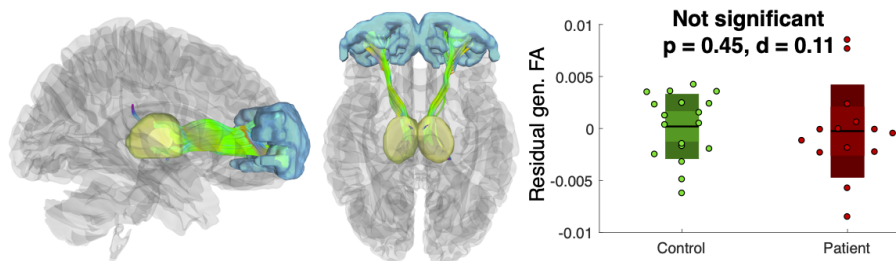 Not significant
p = 0.45, d = 0.11
Residual gen. FA
0.01
0.005
0
-0.005
-0.01
Control
Patient